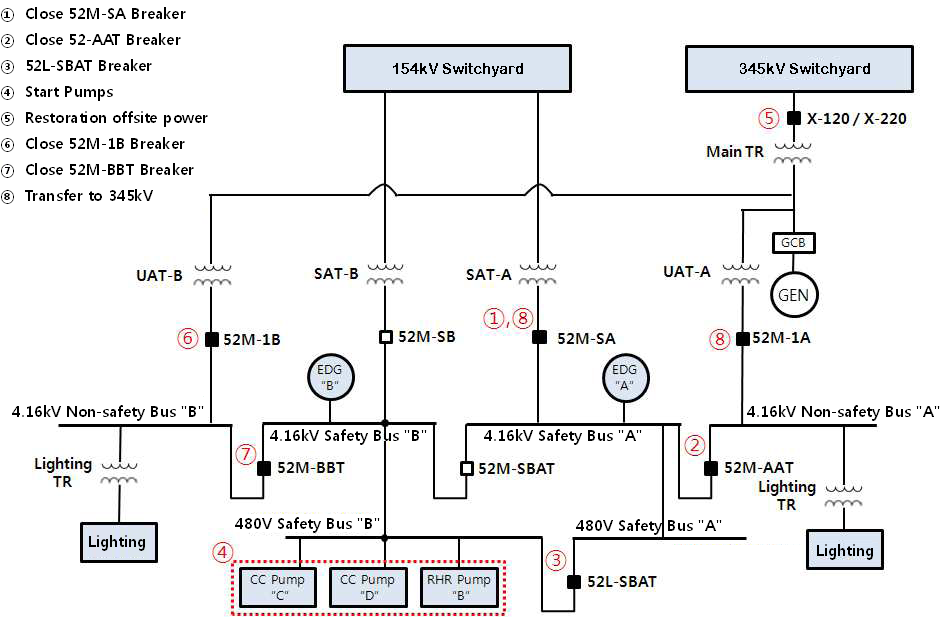 ① Close 52M-SA Breaker
② Close 52-AAT Breaker
③ 52L-SBAT Breaker
④ Start Pumps
⑤ Restoration offsite power
⑥ Close 52M-1B Breaker
⑦ Close 52M-BBT Breaker
⑧ Transfer to 345kV
154kV Switchyard
345kV Switchyard
⑤ X-120 / X-220
Main TR
GCB
GEN
UAT-B
SAT-B
SAT-A
UAT-A
⑥ 52M-1B
52M-SB
①,⑧ 52M-SA
⑧ 52M-1A
EDG
"B"
EDG
"A"
4.16kV Non-safety Bus "B"
4.16kV Safety Bus "B"
4.16kV Safety Bus "A"
4.16kV Non-safety Bus "A"
⑦ 52M-BBT
52M-SBAT
② 52M-AAT
Lighting
TR
Lighting
TR
Lighting
Lighting
480V Safety Bus "B"
480V Safety Bus "A"
④
③ 52L-SBAT
CC Pump
"C"
CC Pump
"D"
RHR Pump
"B"